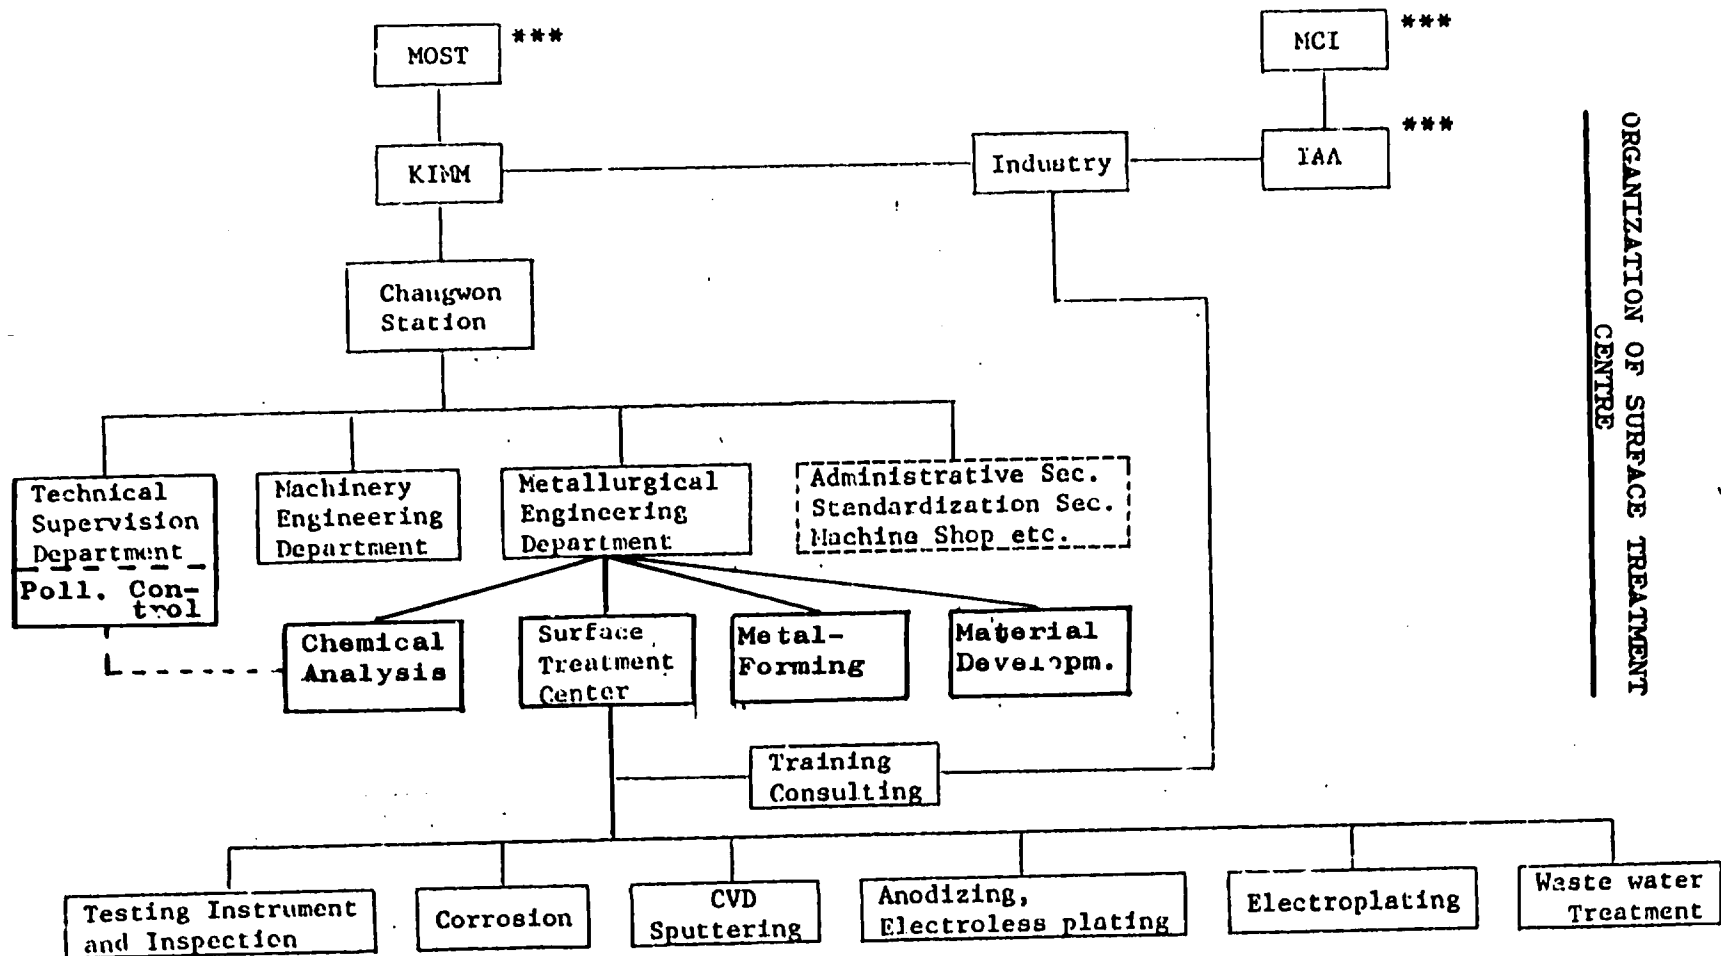 MOST ***
MCI ***
KIMM
Industry
IAA ***
ORGANIZATION OF SURFACE TREATMENT
CENTRE
Changwon
Station
Technical
Supervision
Department
Poll. Con-
trol
Machinery
Engineering
Department
Metallurgical
Engineering
Department
Administrative Sec.
Standardization Sec.
Machine Shop etc.
Chemical
Analysis
Surface
Treatment
Center
Metal-
Forming
Material
Developm.
Training
Consulting
Testing Instrument
and Inspection
Corrosion
CVD
Sputtering
Anodizing,
Electroless plating
Electroplating
Waste water
Treatment